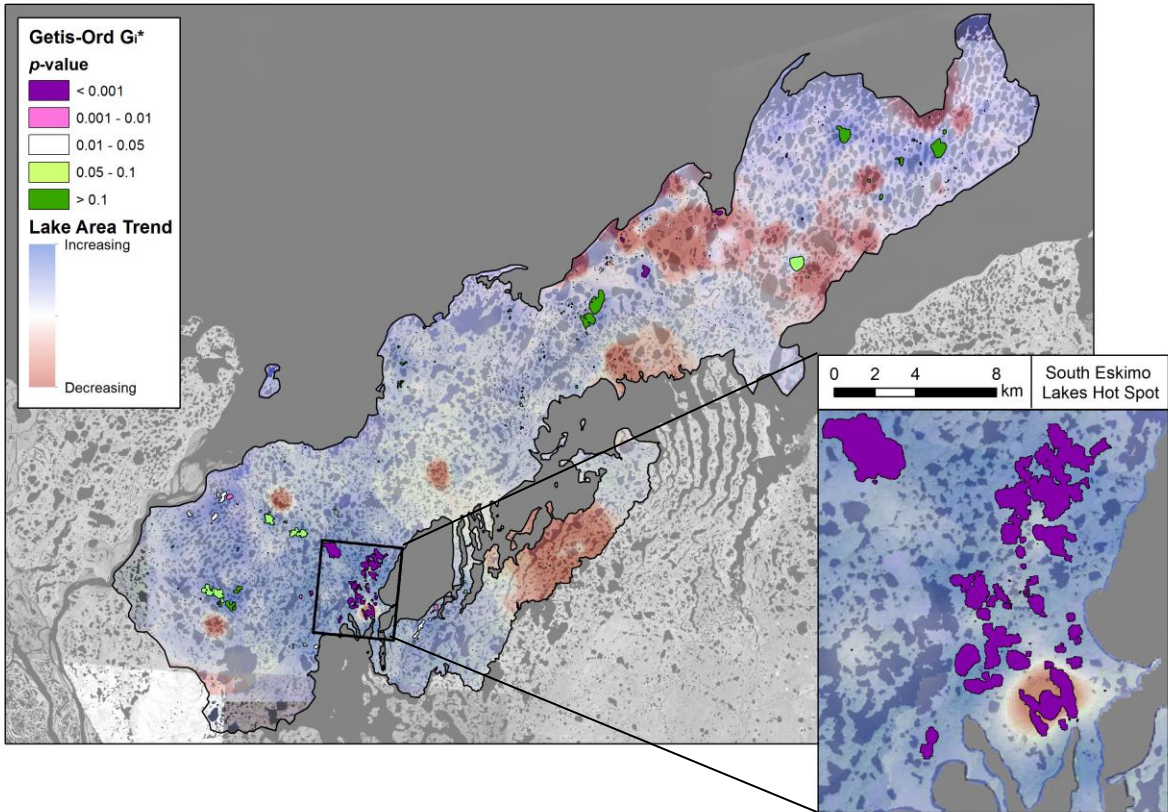 Getis-Ord Gi*
p-value
< 0.001
0.001 - 0.01
0.01 - 0.05
0.05 - 0.1
> 0.1
Lake Area Trend
Increasing
Decreasing
0 2 4 8
km
South Eskimo
Lakes Hot Spot